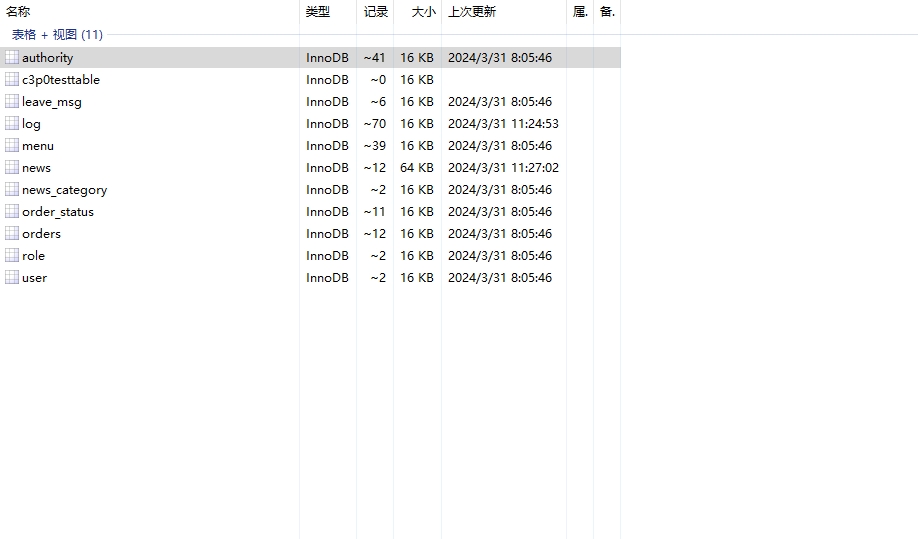 名称 类型 记录 大小 上次更新 属. 备.
表格 + 视图 (11)
authority InnoDB ~41 16 KB 2024/3/31 8:05:46
c3p0testtable InnoDB ~0 16 KB
leave_msg InnoDB ~6 16 KB 2024/3/31 8:05:46
log InnoDB ~70 16 KB 2024/3/31 11:24:53
menu InnoDB ~39 16 KB 2024/3/31 8:05:46
news InnoDB ~12 64 KB 2024/3/31 11:27:02
news_category InnoDB ~2 16 KB 2024/3/31 8:05:46
order_status InnoDB ~11 16 KB 2024/3/31 8:05:46
orders InnoDB ~12 16 KB 2024/3/31 8:05:46
role InnoDB ~2 16 KB 2024/3/31 8:05:46
user InnoDB ~2 16 KB 2024/3/31 8:05:46